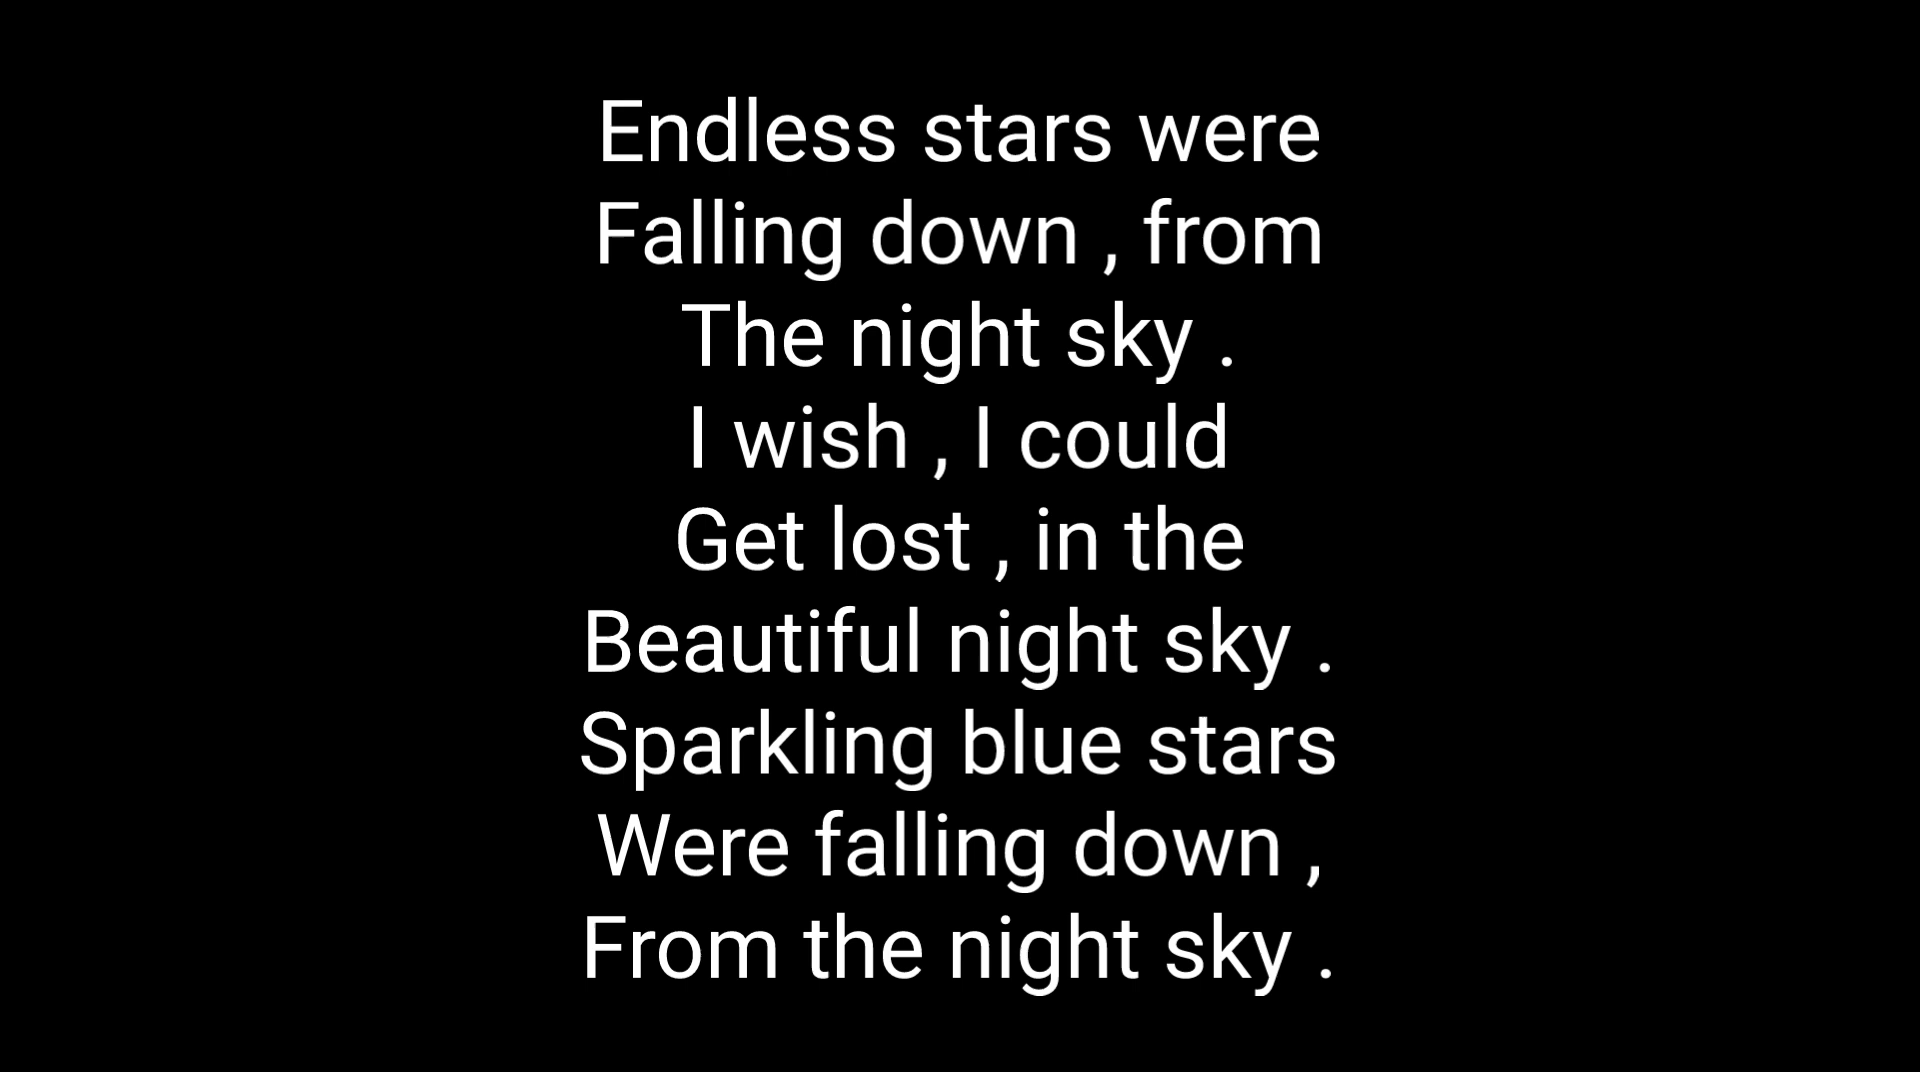 Endless stars were
Falling down , from
The night sky .
I wish , I could
Get lost , in the
Beautiful night sky .
Sparkling blue stars
Were falling down ,
From the night sky .